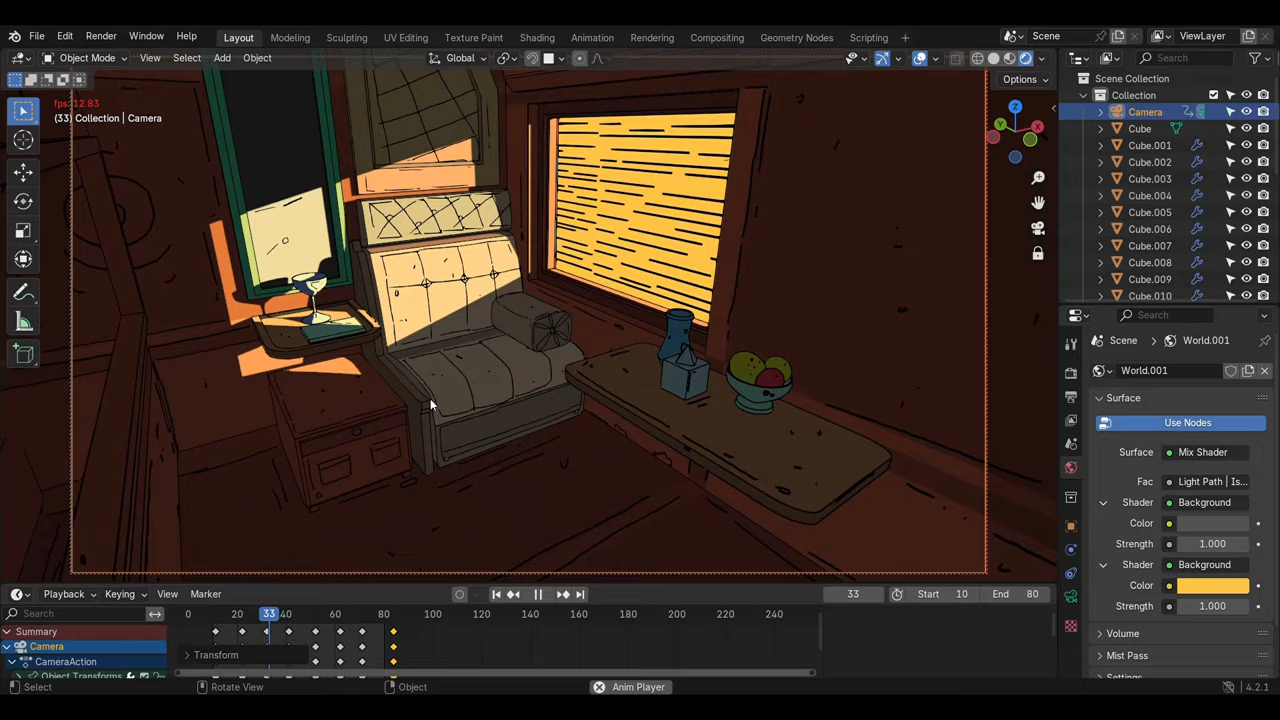 File Edit Render Window Help Layout Modeling Sculpting UV Editing Texture Paint Shading Animation Rendering Compositing Geometry Nodes Scripting + Scene ViewLayer
Object Mode View Select Add Object Global Search
Options
Scene Collection
Collection
fps: 12.83
(33) Collection | Camera
Camera
Cube
Cube.001
Cube.002
Cube.003
Cube.004
Cube.005
Cube.006
Cube.007
Cube.008
Cube.009
Cube.010
X
Y
Z
Search
Scene World.001
World.001
Surface
Use Nodes
Surface Mix Shader
Fac Light Path | Is...
Shader Background
Color
Strength 1.000
Shader Background
Color
Strength 1.000
Volume
Mist Pass
Settings
Playback Keying View Marker 33 Start 10 End 80
Search 0 20 33 40 60 80 100 120 140 160 180 200 220 240
Summary
Camera
CameraAction
Object Transforms
Transform
Select Rotate View Object Anim Player 4.2.1